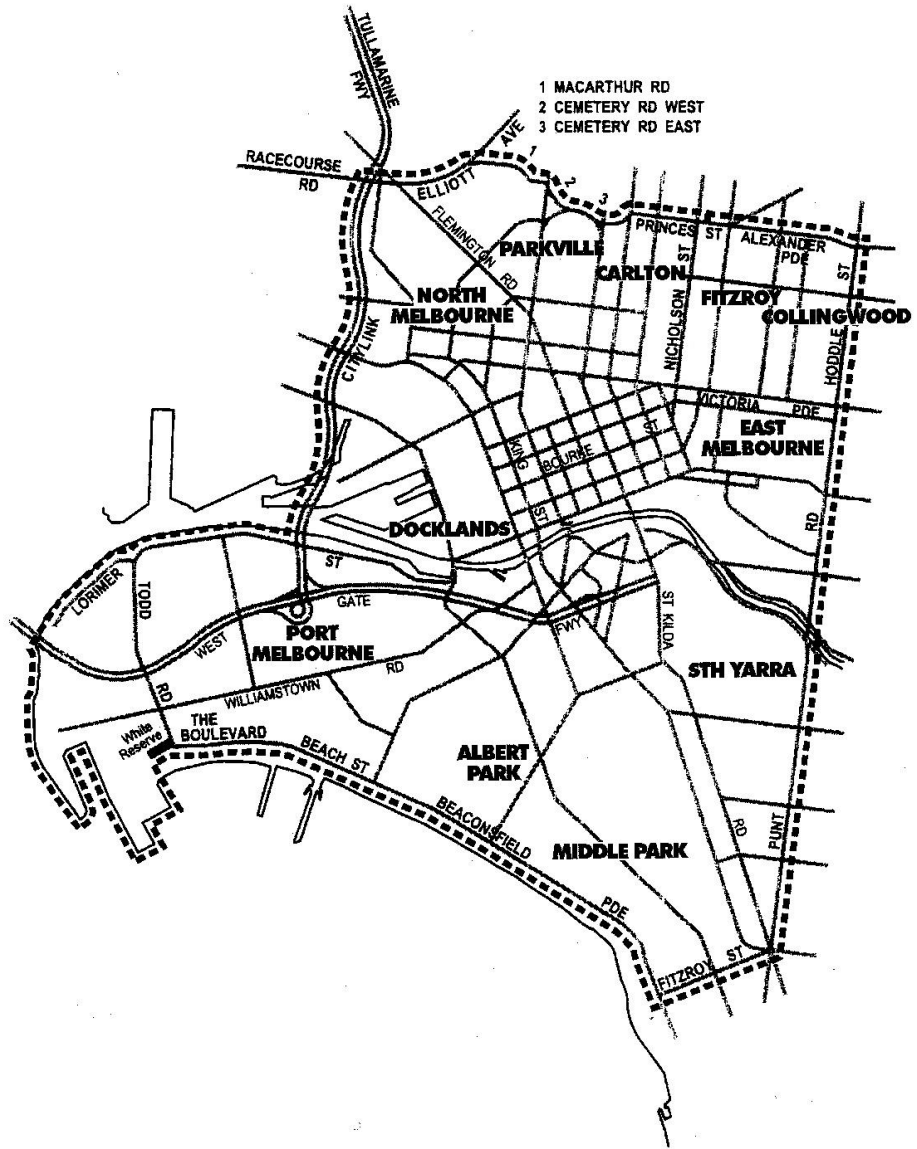 TULLAMARINE
FWY
1 MACARTHUR RD
2 CEMETERY RD WEST
3 CEMETERY RD EAST
RACECOURSE
RD
ELLIOTT
AVE
1
2
3
FLEMINGTON
RD
PARKVILLE
PRINCES ST
ALEXANDER
PDE
CARLTON
NICHOLSON
ST
FITZROY
COLLINGWOOD
HODDLE
ST
NORTH
MELBOURNE
CITYLINK
VICTORIA
PDE
EAST
MELBOURNE
KING
ST
BOURKE
ST
DOCKLANDS
RD
LORIMER
ST
TODD
RD
WEST
GATE
FWY
PORT
MELBOURNE
ST KILDA
RD
STH YARRA
WILLIAMSTOWN
RD
THE
BOULEVARD
White
Reserve
BEACH ST
ALBERT
PARK
BEACONSFIELD
PDE
MIDDLE PARK
PUNT
FITZROY ST